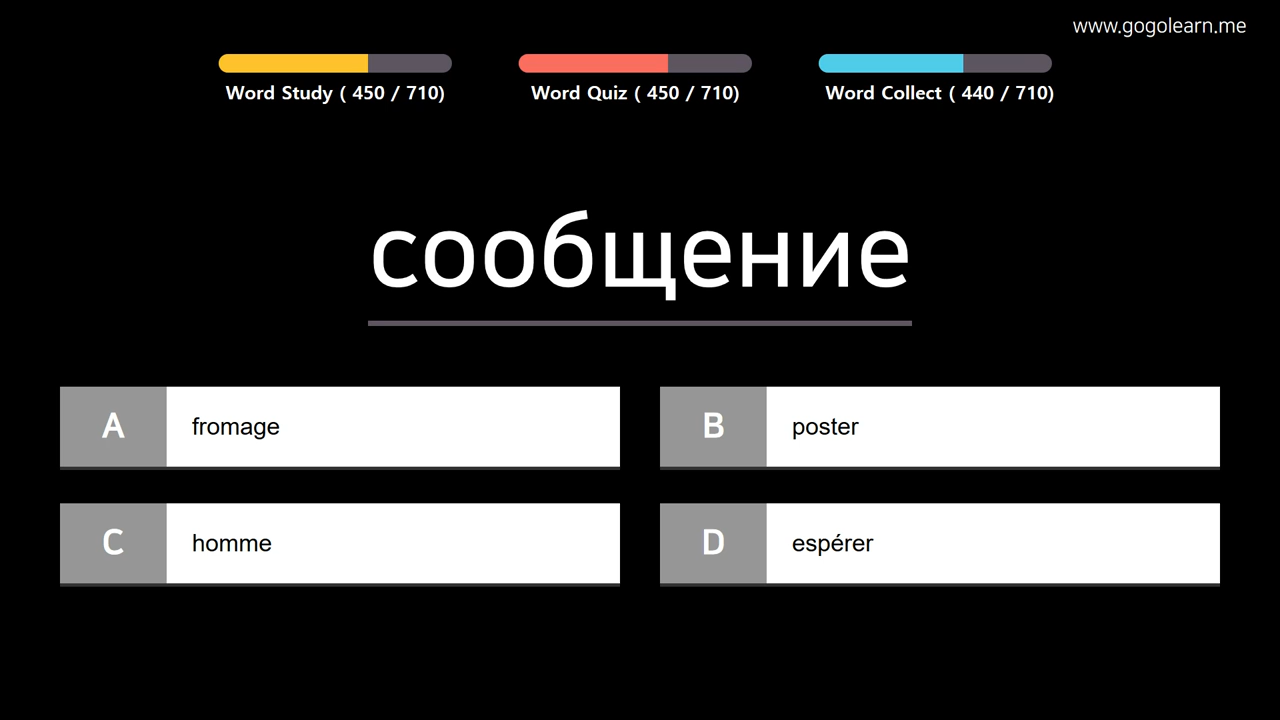 www.gogolearn.me
Word Study ( 450 / 710)
Word Quiz ( 450 / 710)
Word Collect ( 440 / 710)
сообщение
A fromage
B poster
C homme
D espérer